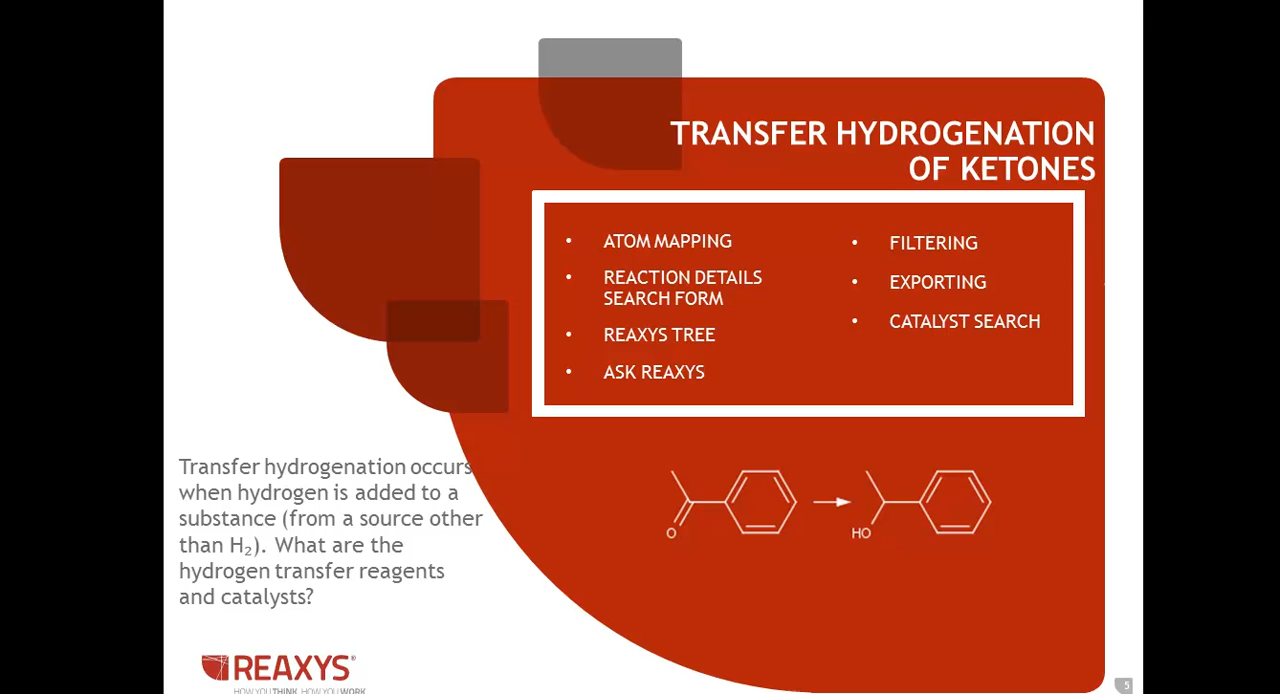 TRANSFER HYDROGENATION
OF KETONES
• ATOM MAPPING
• REACTION DETAILS
SEARCH FORM
• REAXYS TREE
• ASK REAXYS
• FILTERING
• EXPORTING
• CATALYST SEARCH
Transfer hydrogenation occurs
when hydrogen is added to a
substance (from a source other
than H₂). What are the
hydrogen transfer reagents
and catalysts?
O
HO
REAXYS®
HOW YOU THINK. HOW YOU WORK
5